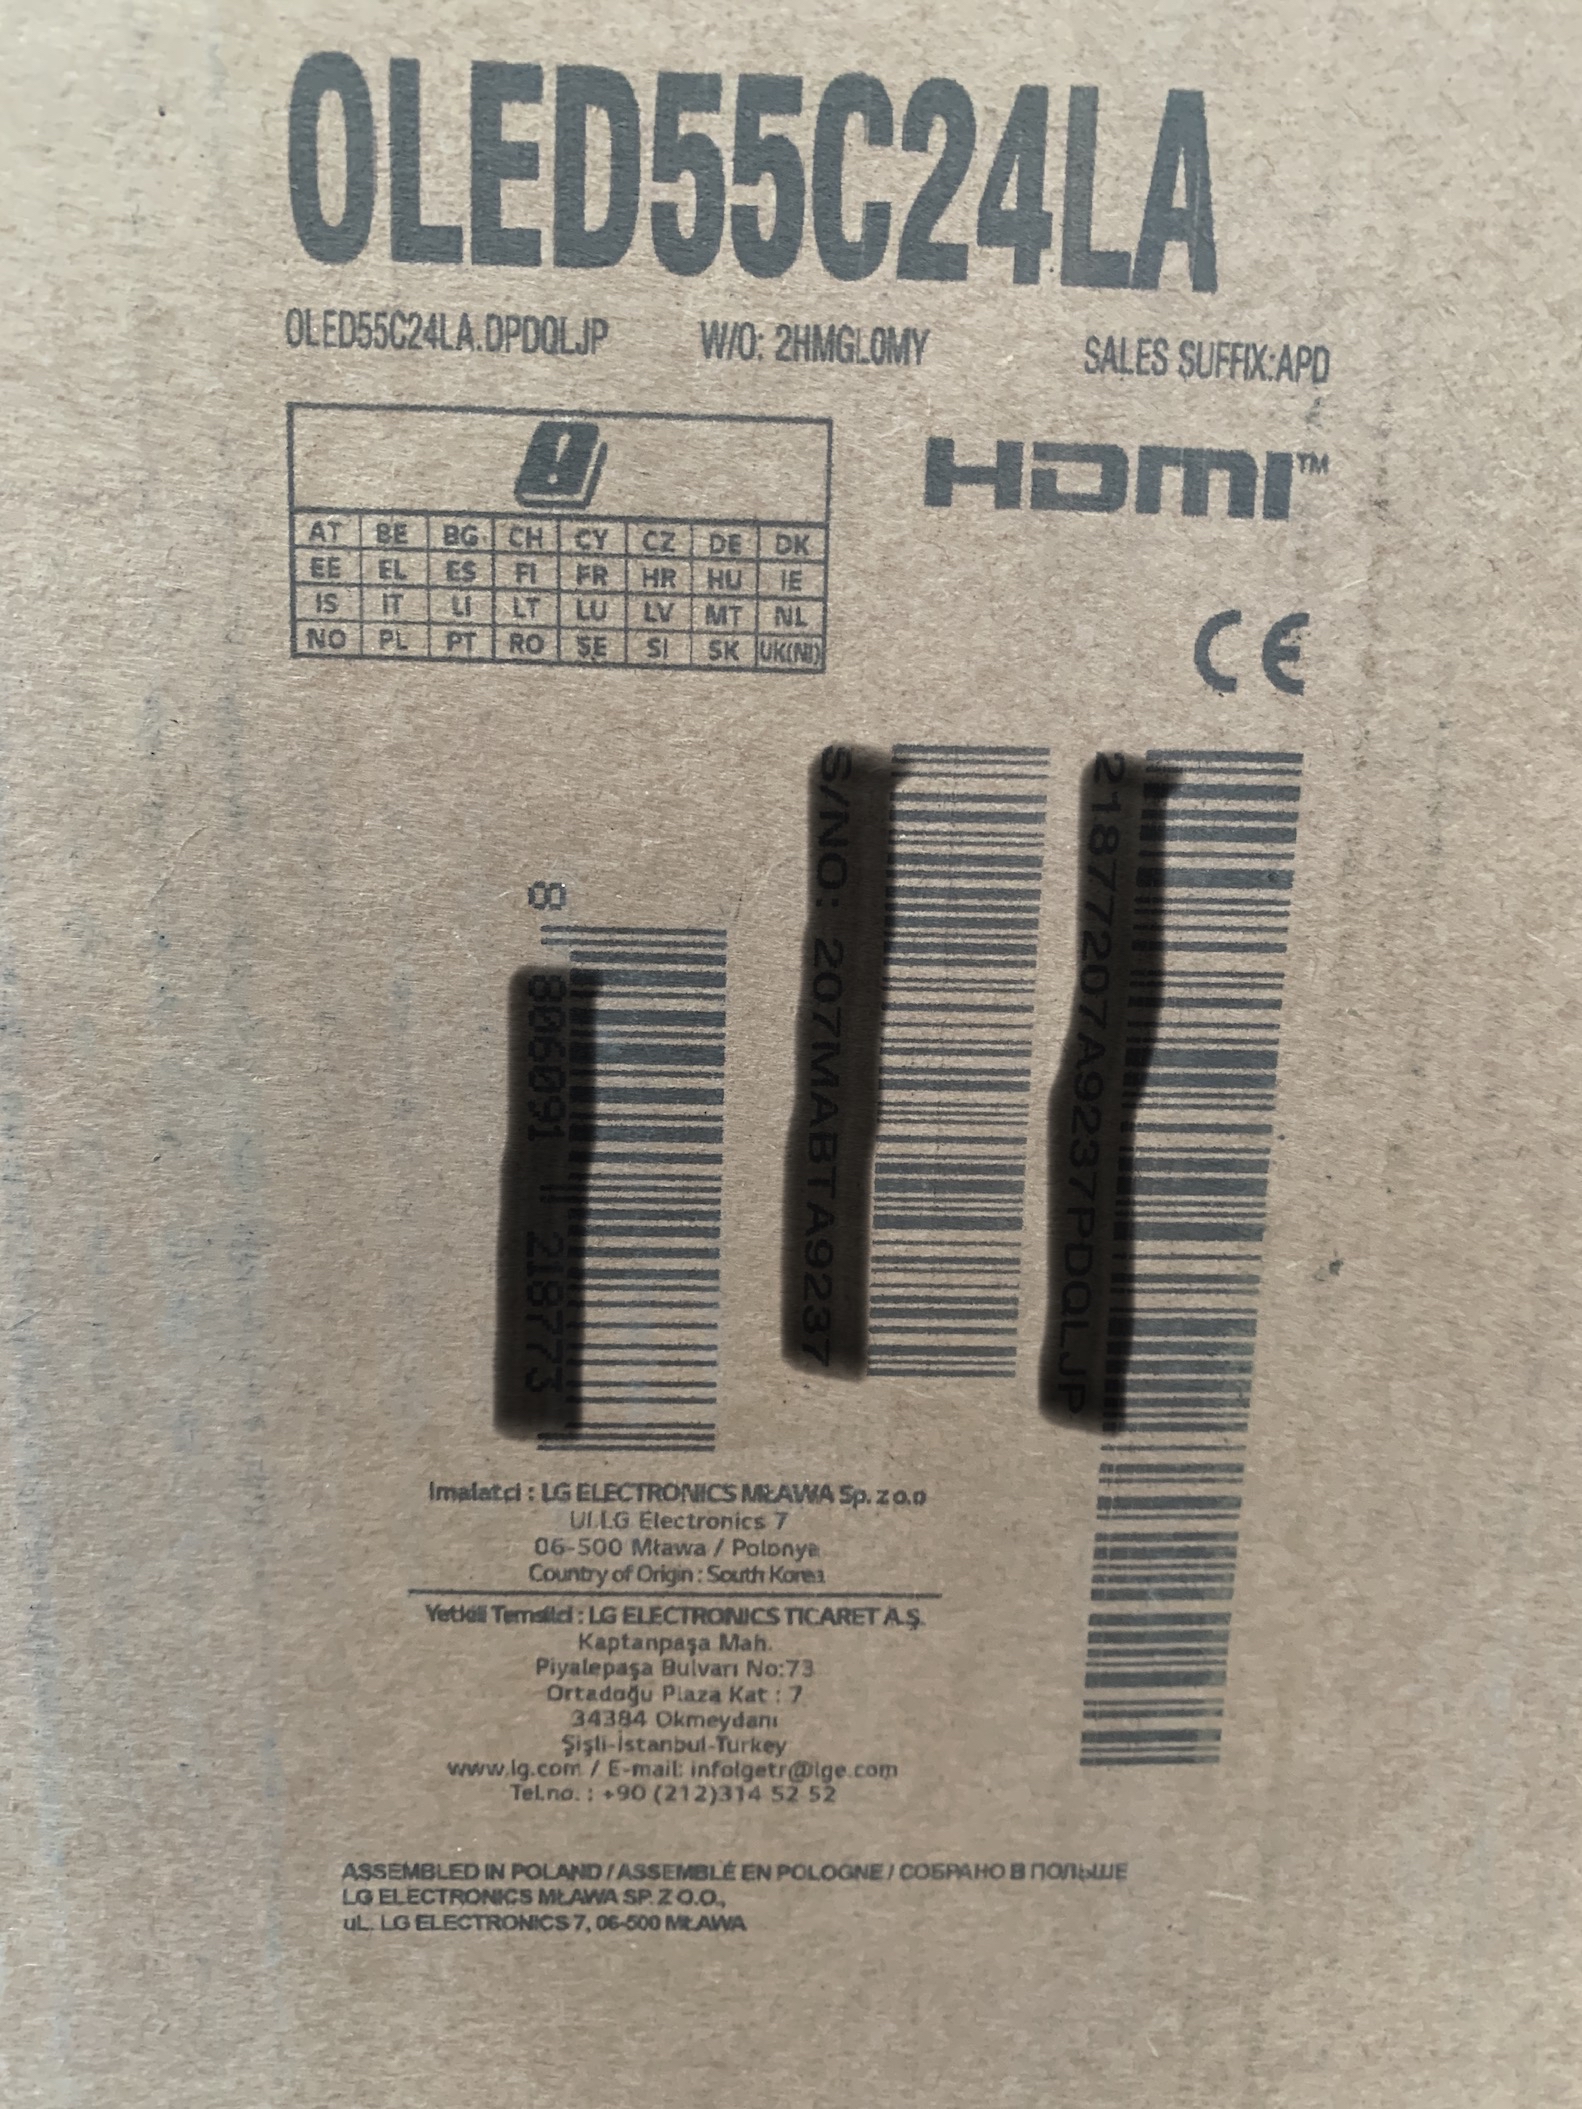 OLED55C24LA
OLED55C24LA.DPDQLJP W/O: 2HMGL0MY SALES SUFFIX:APD
HDMI™
AT BE BG CH CY CZ DE DK
EE EL ES FI FR HR HU IE
IS IT LI LT LU LV MT NL
NO PL PT RO SE SI SK UK(NI)
CE
8 806091 218773
S/NO: 207MABTA9237
21877207A9237PDQLJP
İmalatci : LG ELECTRONICS MŁAWA Sp. z o.o
Ul.LG Electronics 7
06-500 Mława / Polonya
Country of Origin : South Korea
Yetkili Temsilci : LG ELECTRONICS TICARET A.Ş.
Kaptanpaşa Mah.
Piyalepaşa Bulvarı No:73
Ortadoğu Plaza Kat : 7
34384 Okmeydanı
Şişli-İstanbul-Turkey
www.lg.com / E-mail: infolgetr@lge.com
Tel.no. : +90 (212)314 52 52
ASSEMBLED IN POLAND / ASSEMBLÉ EN POLOGNE / СОБРАНО В ПОЛЬШЕ
LG ELECTRONICS MŁAWA SP. Z O.O.,
uL. LG ELECTRONICS 7, 06-500 MŁAWA